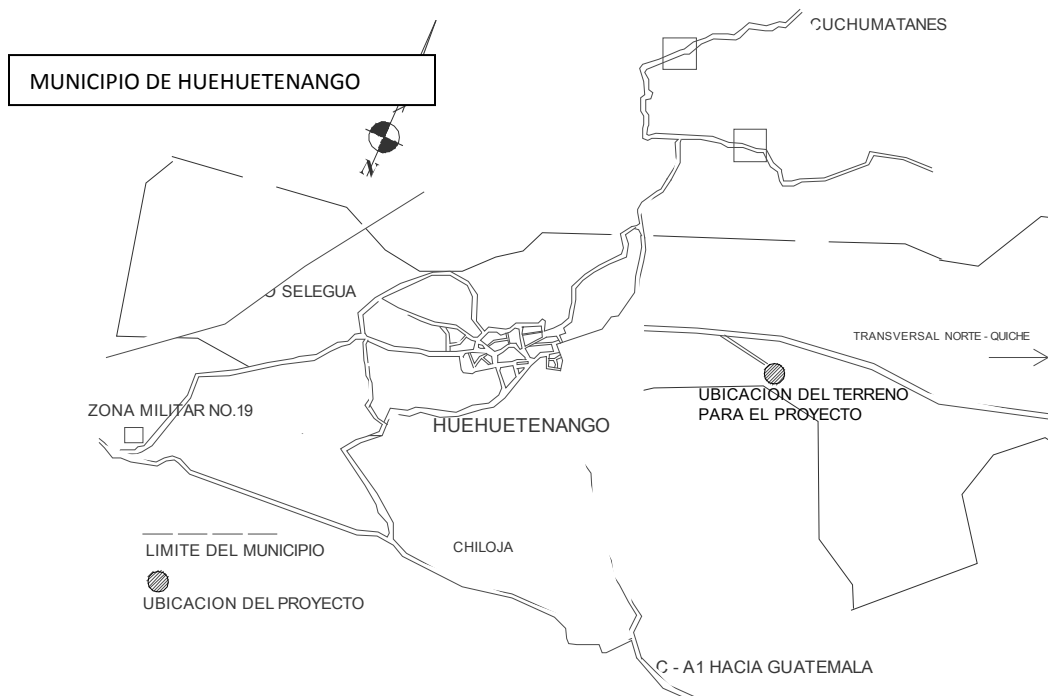 CUCHUMATANES
MUNICIPIO DE HUEHUETENANGO
N
SELEGUA
TRANSVERSAL NORTE - QUICHE
UBICACION DEL TERRENO
PARA EL PROYECTO
ZONA MILITAR NO.19
HUEHUETENANGO
CHILOJA
LIMITE DEL MUNICIPIO
UBICACION DEL PROYECTO
C - A1 HACIA GUATEMALA